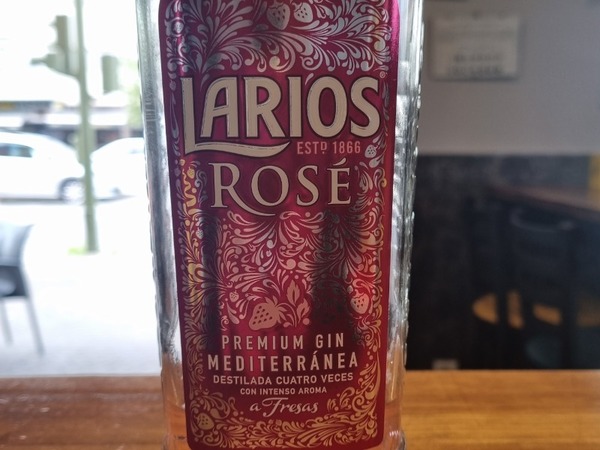 LARIOS
ESTD 1866
ROSÉ
PREMIUM GIN
MEDITERRÁNEA
DESTILADA CUATRO VECES
CON INTENSO AROMA
a Fresas